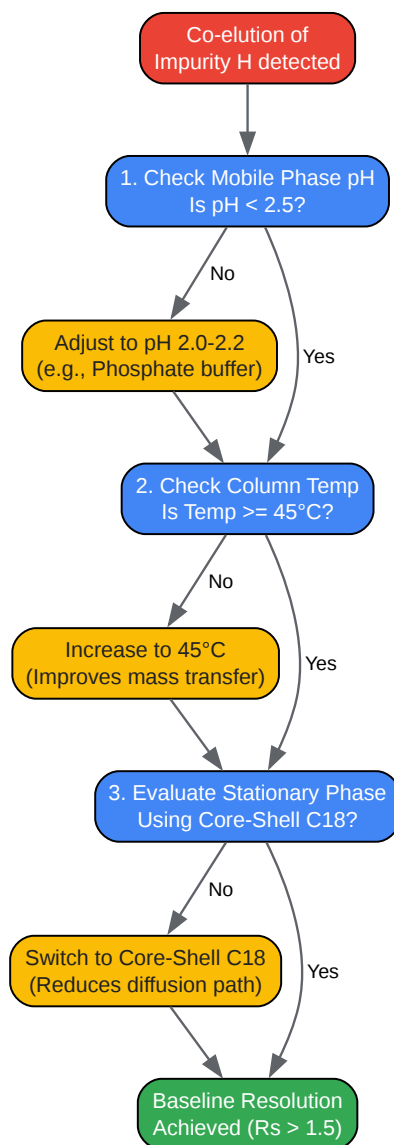 Co-elution of
Impurity H detected
1. Check Mobile Phase pH
Is pH < 2.5?
No
Adjust to pH 2.0-2.2
(e.g., Phosphate buffer)
Yes
2. Check Column Temp
Is Temp >= 45°C?
No
Increase to 45°C
(Improves mass transfer)
Yes
3. Evaluate Stationary Phase
Using Core-Shell C18?
No
Switch to Core-Shell C18
(Reduces diffusion path)
Yes
Baseline Resolution
Achieved (Rs > 1.5)